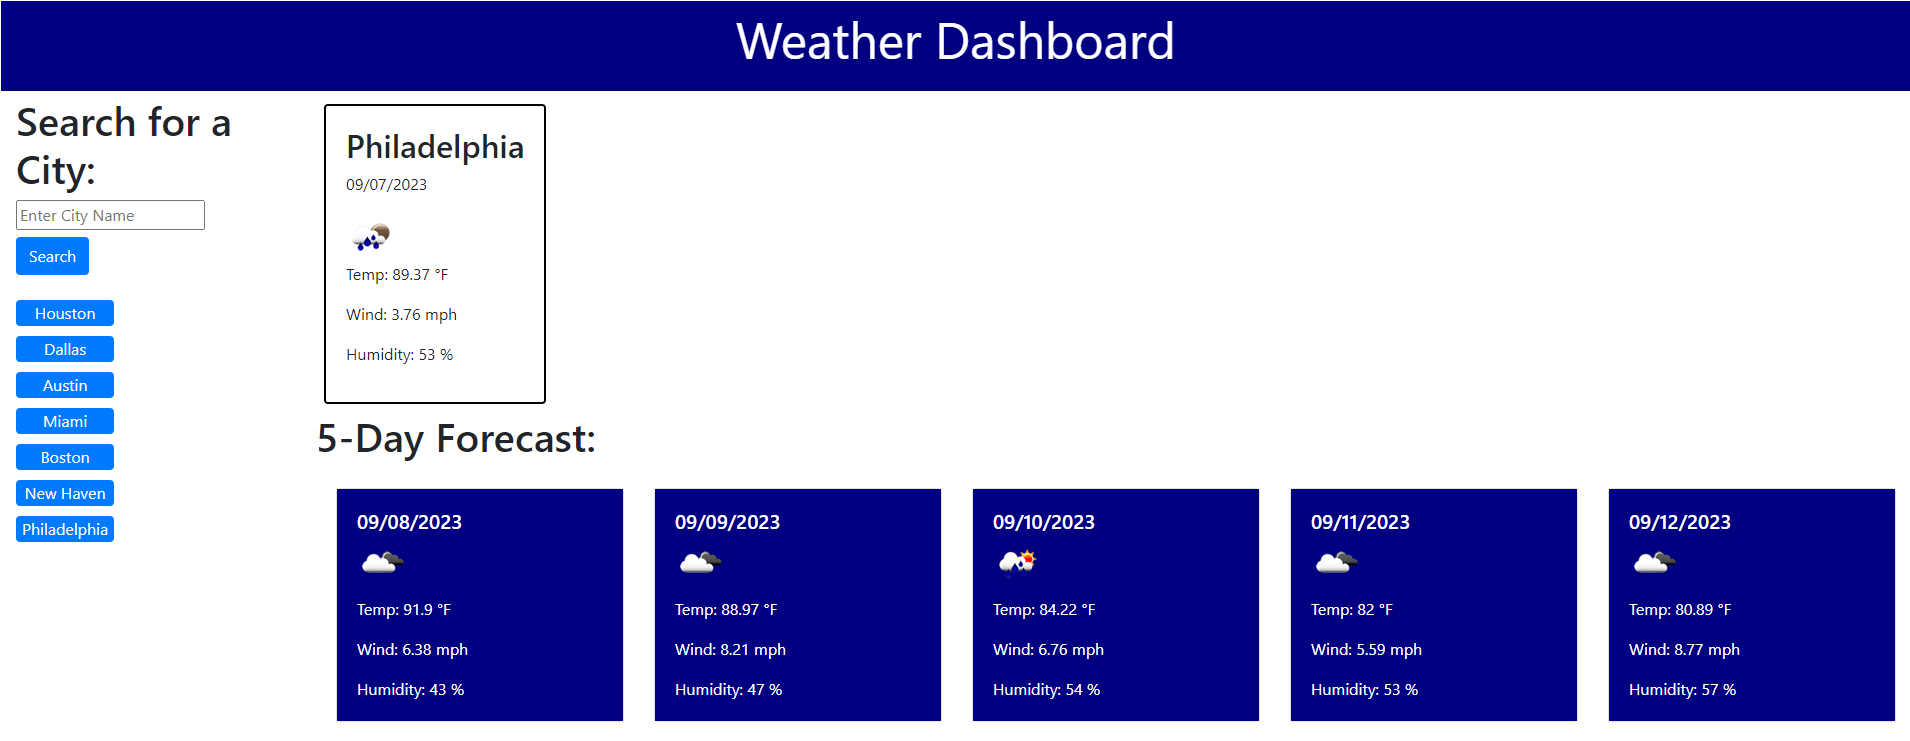 Weather Dashboard
Search for a
City:
Enter City Name
Search
Houston
Dallas
Austin
Miami
Boston
New Haven
Philadelphia
Philadelphia
09/07/2023
Temp: 89.37 °F
Wind: 3.76 mph
Humidity: 53 %
5-Day Forecast:
09/08/2023
Temp: 91.9 °F
Wind: 6.38 mph
Humidity: 43 %
09/09/2023
Temp: 88.97 °F
Wind: 8.21 mph
Humidity: 47 %
09/10/2023
Temp: 84.22 °F
Wind: 6.76 mph
Humidity: 54 %
09/11/2023
Temp: 82 °F
Wind: 5.59 mph
Humidity: 53 %
09/12/2023
Temp: 80.89 °F
Wind: 8.77 mph
Humidity: 57 %